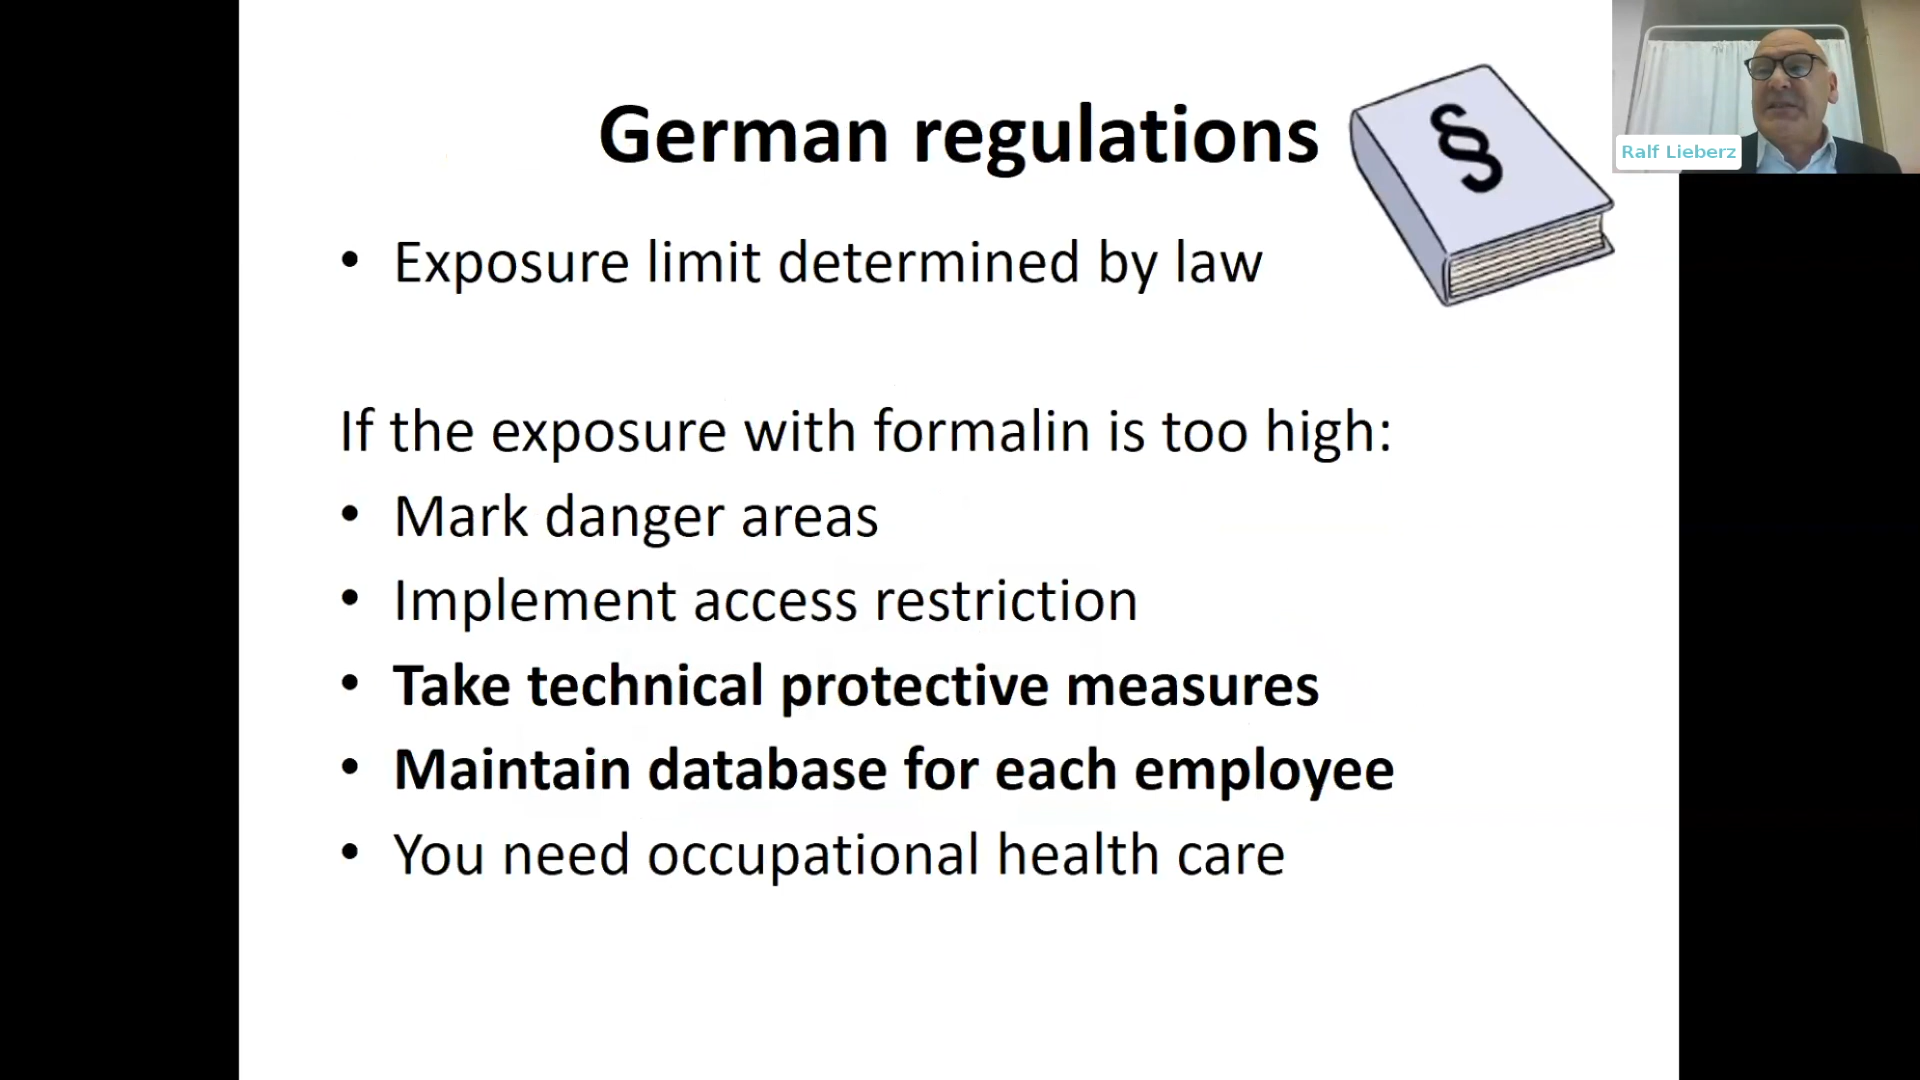 German regulations
§
Ralf Lieberz
• Exposure limit determined by law
If the exposure with formalin is too high:
• Mark danger areas
• Implement access restriction
• Take technical protective measures
• Maintain database for each employee
• You need occupational health care